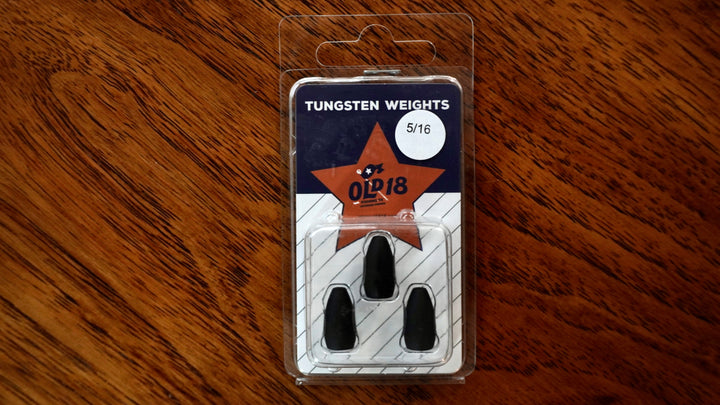 TUNGSTEN WEIGHTS
5/16
OLD 18